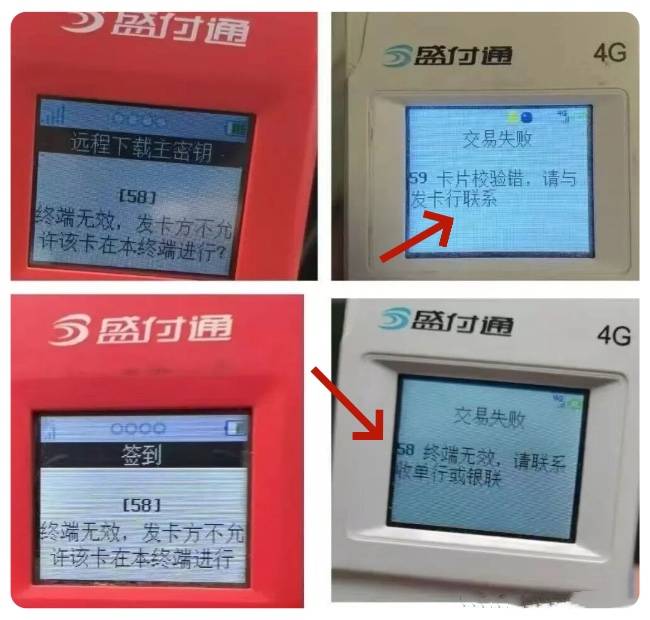 盛付通
远程下载主密钥
[58]
终端无效，发卡方不允
许该卡在本终端进行?
盛付通
4G
4G
交易失败
59 卡片校验错，请与
发卡行联系
盛付通
签到
[58]
终端无效，发卡方不允
许该卡在本终端进行
盛付通
4G
4G
交易失败
58 终端无效，请联系
收单行或银联